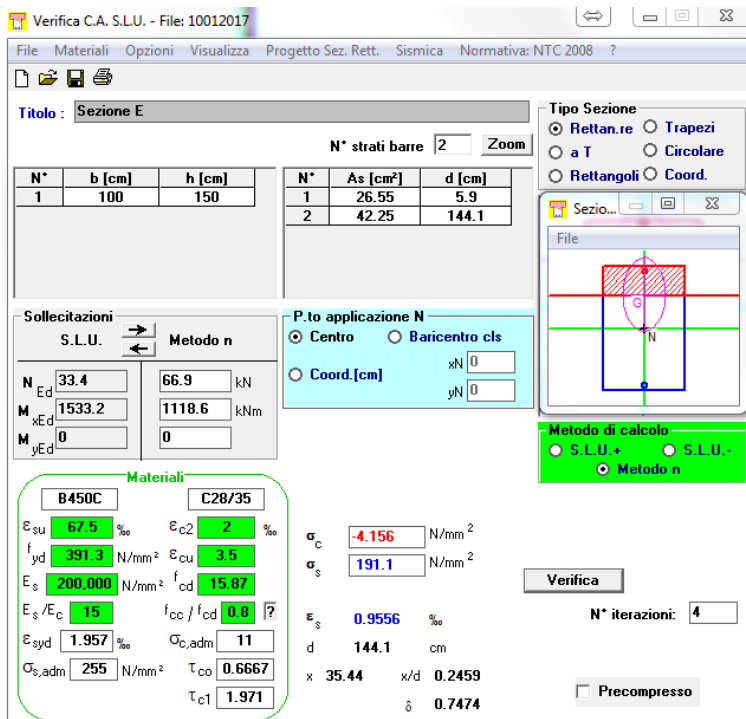 Verifica C.A. S.L.U. - File: 10012017
File Materiali Opzioni Visualizza Progetto Sez. Rett. Sismica Normativa: NTC 2008 ?
Titolo : Sezione E
N° strati barre 2 Zoom
N° b [cm] h [cm]
1 100 150
N° As [cm²] d [cm]
1 26.55 5.9
2 42.25 144.1
Tipo Sezione
Rettan.re Trapezi
a T Circolare
Rettangoli Coord.
Sezio...
File
G
N
Sollecitazioni
S.L.U. Metodo n
N Ed 33.4 66.9 kN
M xEd 1533.2 1118.6 kNm
M yEd 0 0
P.to applicazione N
Centro Baricentro cls
Coord.[cm] xN 0
yN 0
Metodo di calcolo
S.L.U.+ S.L.U.-
Metodo n
Materiali
B450C C28/35
εsu 67.5 ‰ εc2 2 ‰
fyd 391.3 N/mm² εcu 3.5
Es 200,000 N/mm² fcd 15.87
Es/Ec 15 fcc / fcd 0.8 ?
εsyd 1.957 ‰ σc,adm 11
σs,adm 255 N/mm² τco 0.6667
τc1 1.971
σc -4.156 N/mm²
σs 191.1 N/mm²
εs 0.9556 ‰
d 144.1 cm
x 35.44 x/d 0.2459
δ 0.7474
Verifica
N° iterazioni: 4
Precompresso